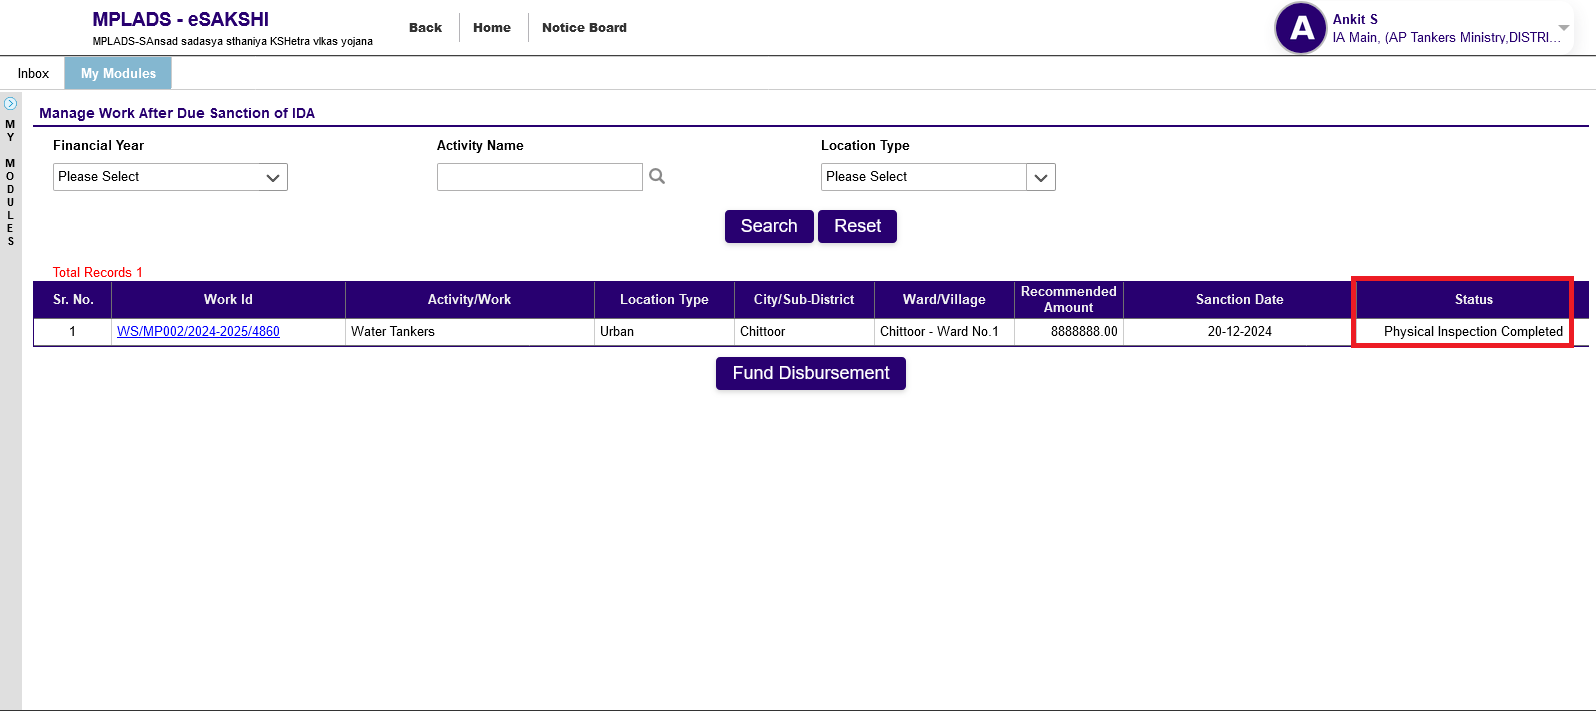 MPLADS - eSAKSHI
MPLADS-SAnsad sadasya sthaniya KSHetra vIkas yojana
Back Home Notice Board
A
Ankit S
IA Main, (AP Tankers Ministry,DISTRI...
Inbox My Modules
MY MODULES
Manage Work After Due Sanction of IDA
Financial Year Activity Name Location Type
Please Select Please Select
Search Reset
Total Records 1
Sr. No. Work Id Activity/Work Location Type City/Sub-District Ward/Village Recommended Amount Sanction Date Status
1 WS/MP002/2024-2025/4860 Water Tankers Urban Chittoor Chittoor - Ward No.1 8888888.00 20-12-2024 Physical Inspection Completed
Fund Disbursement